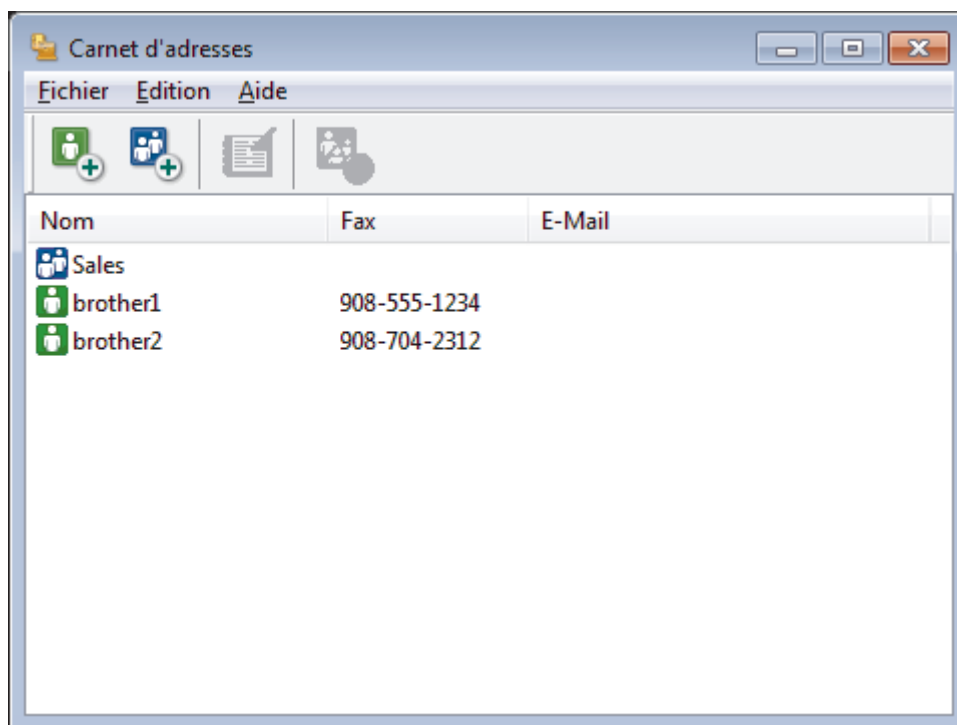 Carnet d'adresses
Fichier Edition Aide
Nom Fax E-Mail
Sales
brother1 908-555-1234
brother2 908-704-2312